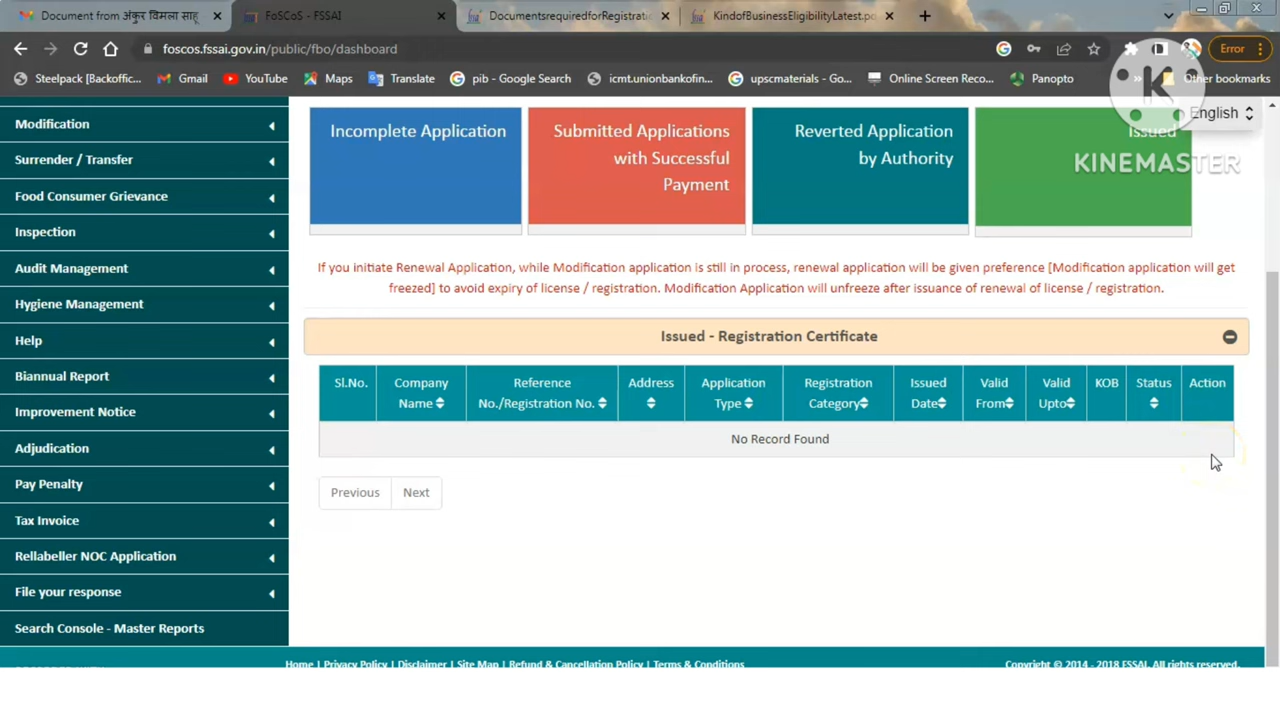 Document from अंकुर विमला साहू -
FoSCoS - FSSAI
DocumentsrequiredforRegistrati
KindofBusinessEligibilityLatest.pd
foscos.fssai.gov.in/public/fbo/dashboard
Error
Steelpack [Backoffic...
Gmail
YouTube
Maps
Translate
pib - Google Search
icmt.unionbankofin...
upscmaterials - Go...
Online Screen Reco...
Panopto
»
Other bookmarks
K
English
KINEMASTER
Modification
Surrender / Transfer
Food Consumer Grievance
Inspection
Audit Management
Hygiene Management
Help
Biannual Report
Improvement Notice
Adjudication
Pay Penalty
Tax Invoice
Rellabeller NOC Application
File your response
Search Console - Master Reports
Incomplete Application
Submitted Applications
with Successful
Payment
Reverted Application
by Authority
Issued
If you initiate Renewal Application, while Modification application is still in process, renewal application will be given preference [Modification application will get
freezed] to avoid expiry of license / registration. Modification Application will unfreeze after issuance of renewal of license / registration.
Issued - Registration Certificate
Sl.No.
Company
Name
Reference
No./Registration No.
Address
Application
Type
Registration
Category
Issued
Date
Valid
From
Valid
Upto
KOB
Status
Action
No Record Found
Previous
Next
Home | Privacy Policy | Disclaimer | Site Map | Refund & Cancellation Policy | Terms & Conditions
Copyright © 2014 - 2018 FSSAI. All rights reserved.